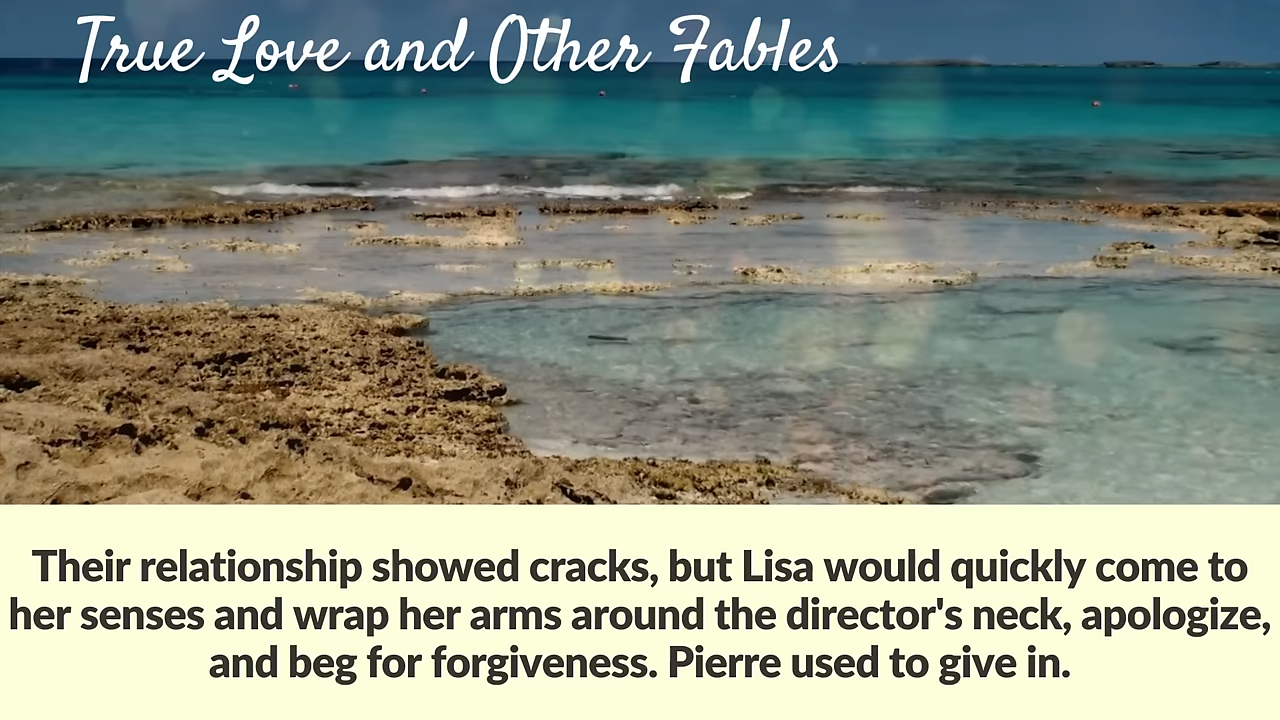 True Love and Other Fables
Their relationship showed cracks, but Lisa would quickly come to
her senses and wrap her arms around the director's neck, apologize,
and beg for forgiveness. Pierre used to give in.